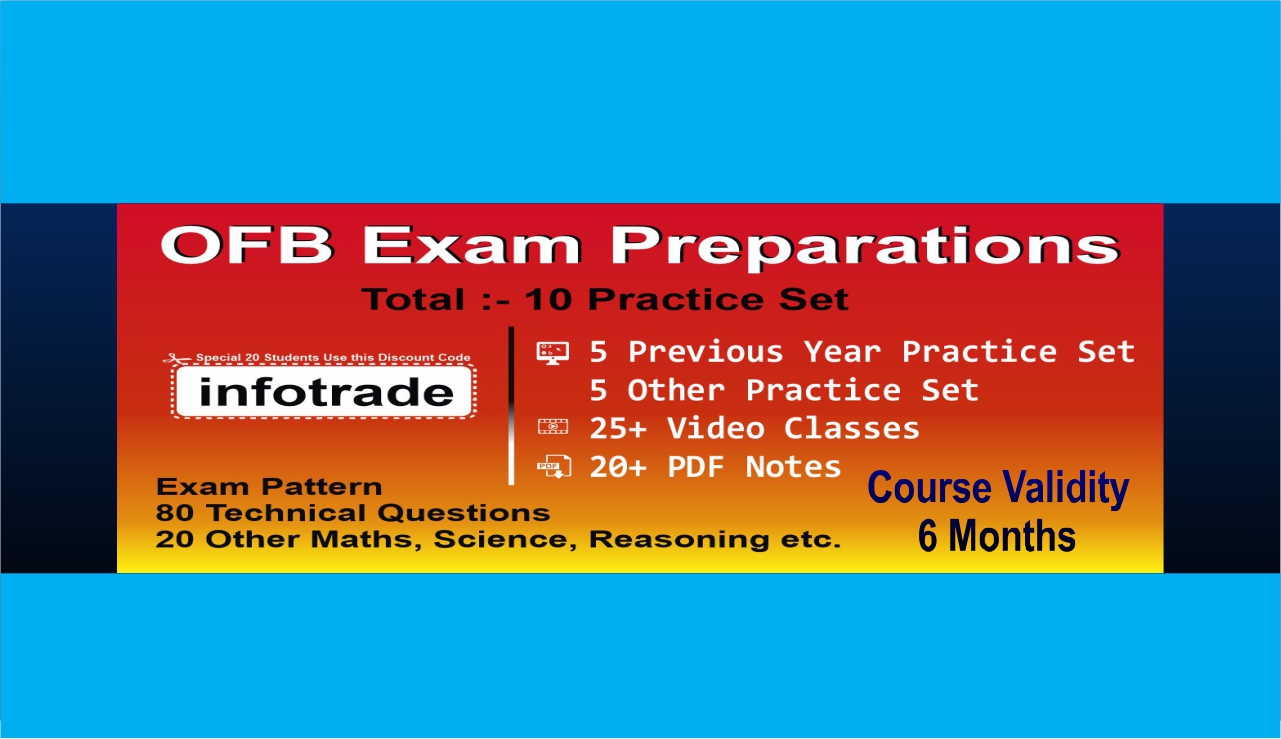 OFB Exam Preparations
Total :- 10 Practice Set
Special 20 Students Use this Discount Code
infotrade
5 Previous Year Practice Set
5 Other Practice Set
25+ Video Classes
PDF 20+ PDF Notes
Exam Pattern
80 Technical Questions
20 Other Maths, Science, Reasoning etc.
Course Validity
6 Months